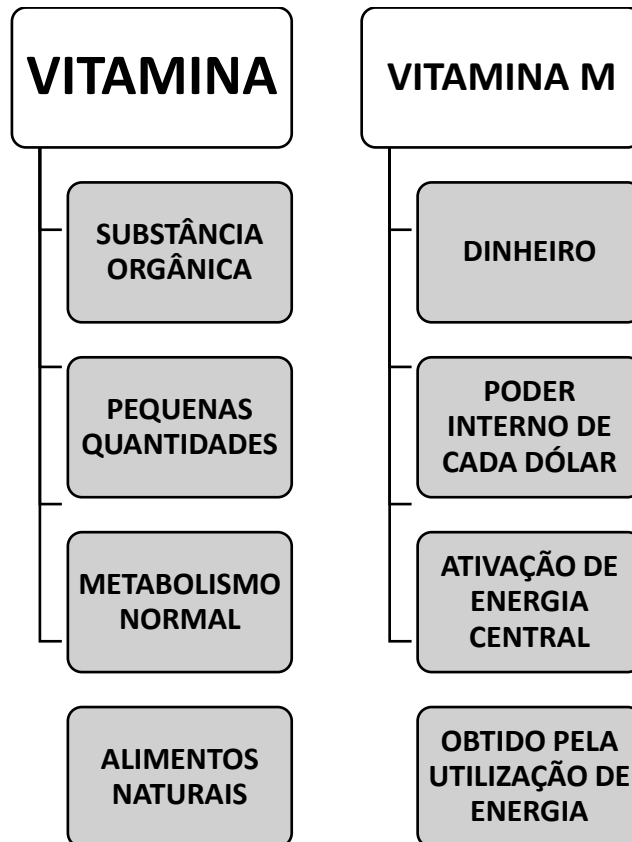 VITAMINA
SUBSTÂNCIA
ORGÂNICA
PEQUENAS
QUANTIDADES
METABOLISMO
NORMAL
ALIMENTOS
NATURAIS
VITAMINA M
DINHEIRO
PODER
INTERNO DE
CADA DÓLAR
ATIVAÇÃO DE
ENERGIA
CENTRAL
OBTIDO PELA
UTILIZAÇÃO DE
ENERGIA